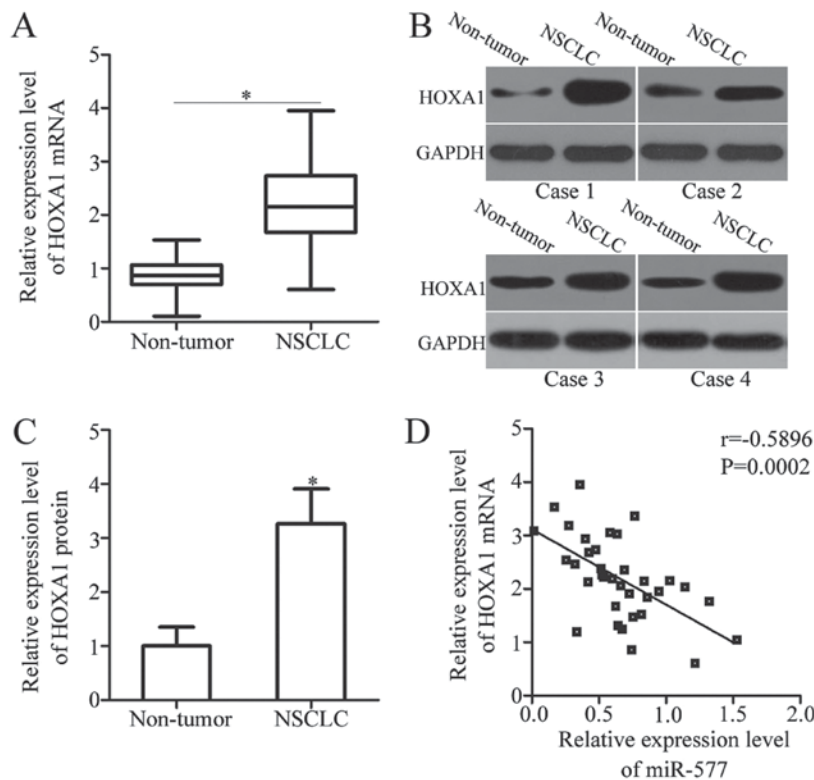 A
Relative expression level
of HOXA1 mRNA
5
4
3
2
1
0
*
Non-tumor
NSCLC
B
Non-tumor
NSCLC
Non-tumor
NSCLC
HOXA1
GAPDH
Case 1
Case 2
Non-tumor
NSCLC
Non-tumor
NSCLC
HOXA1
GAPDH
Case 3
Case 4
C
Relative expression level
of HOXA1 protein
5
4
3
2
1
0
*
Non-tumor
NSCLC
D
Relative expression level
of HOXA1 mRNA
5
4
3
2
1
0
r=-0.5896
P=0.0002
0.0
0.5
1.0
1.5
2.0
Relative expression level
of miR-577